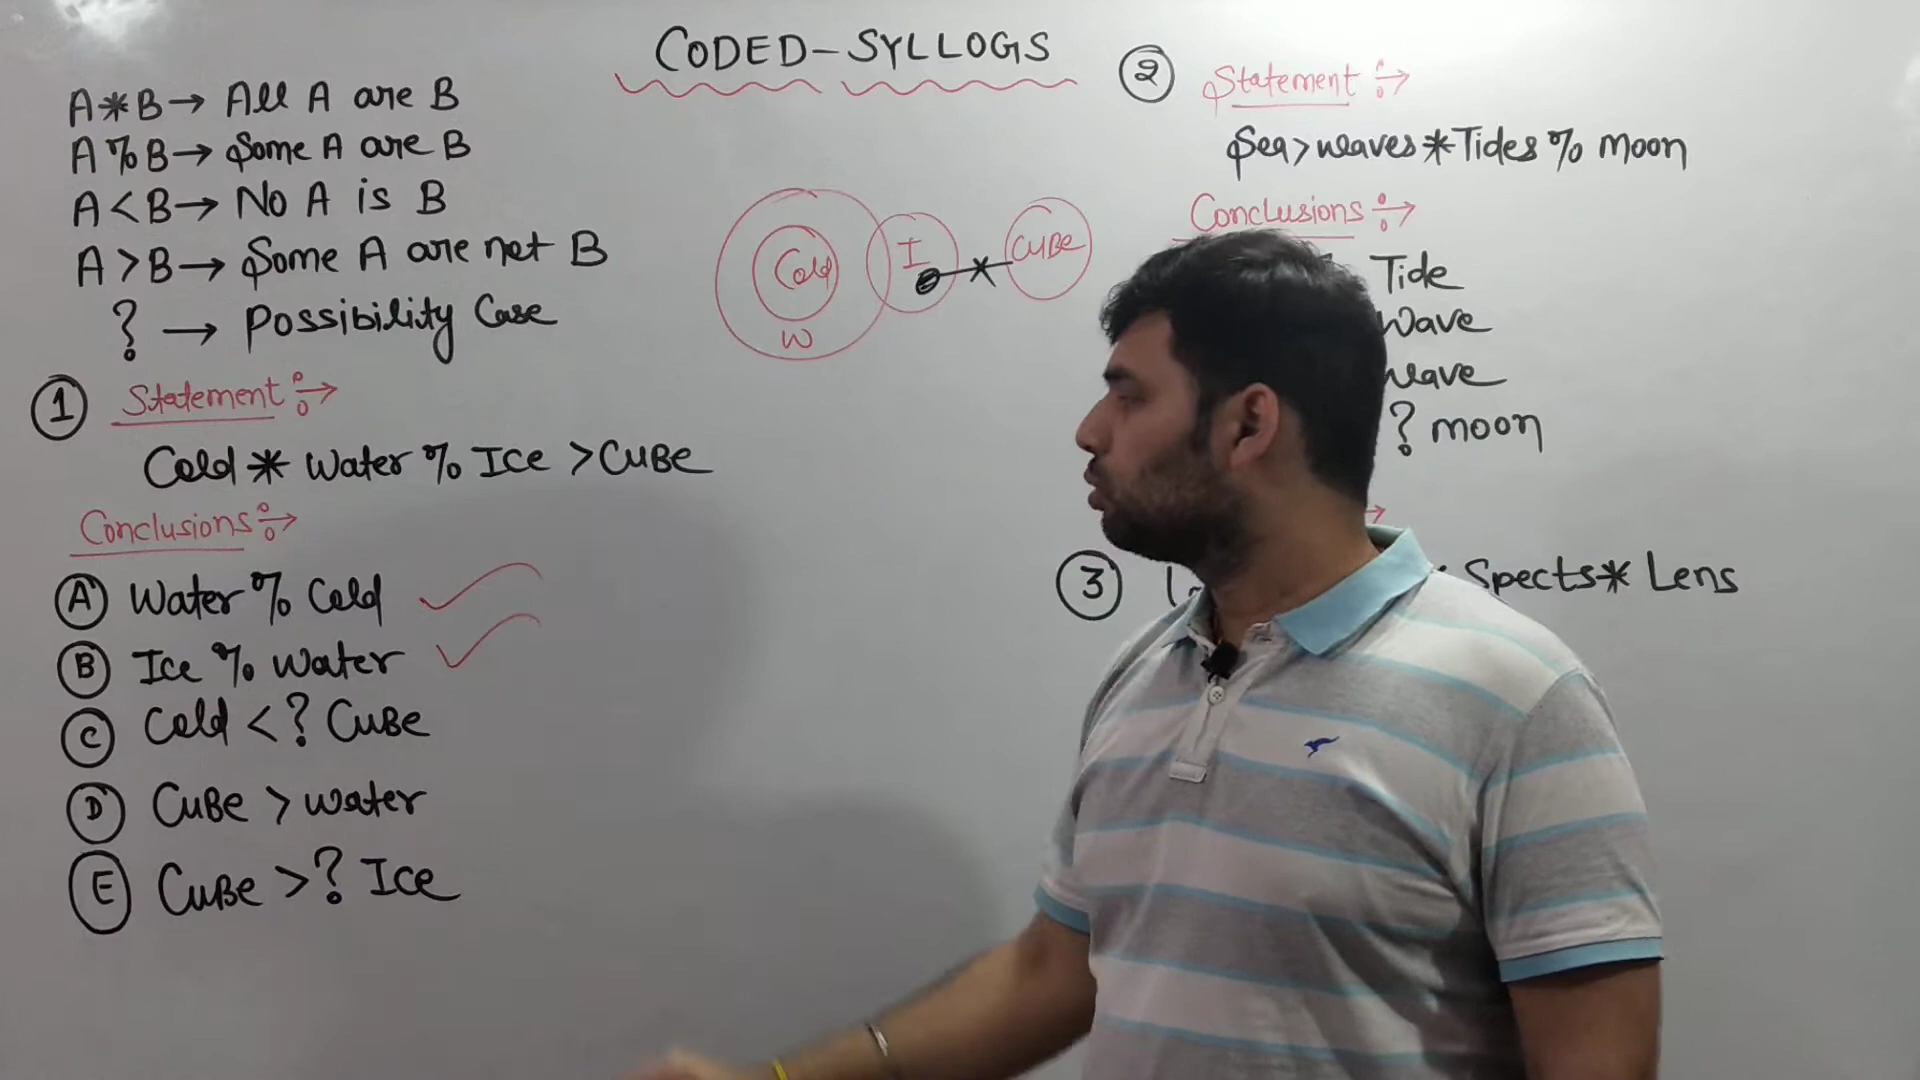 CODED-SYLLOGS
A*B→ All A are B
A%B→ Some A are B
A<B→ No A is B
A>B→ Some A are not B
? → Possibility Case
① Statement ÷→
Cold * Water % Ice > CuBe
Conclusions ÷→
Ⓐ Water % Cold
Ⓑ Ice % water
Ⓒ Cold <? CuBe
Ⓓ CuBe > water
Ⓔ CuBe >? Ice
Cold
W
I
CuBe
② Statement ÷→
Sea > waves * Tides % moon
Conclusions ÷→
Tide
Wave
wave
? moon
③
Spects * Lens